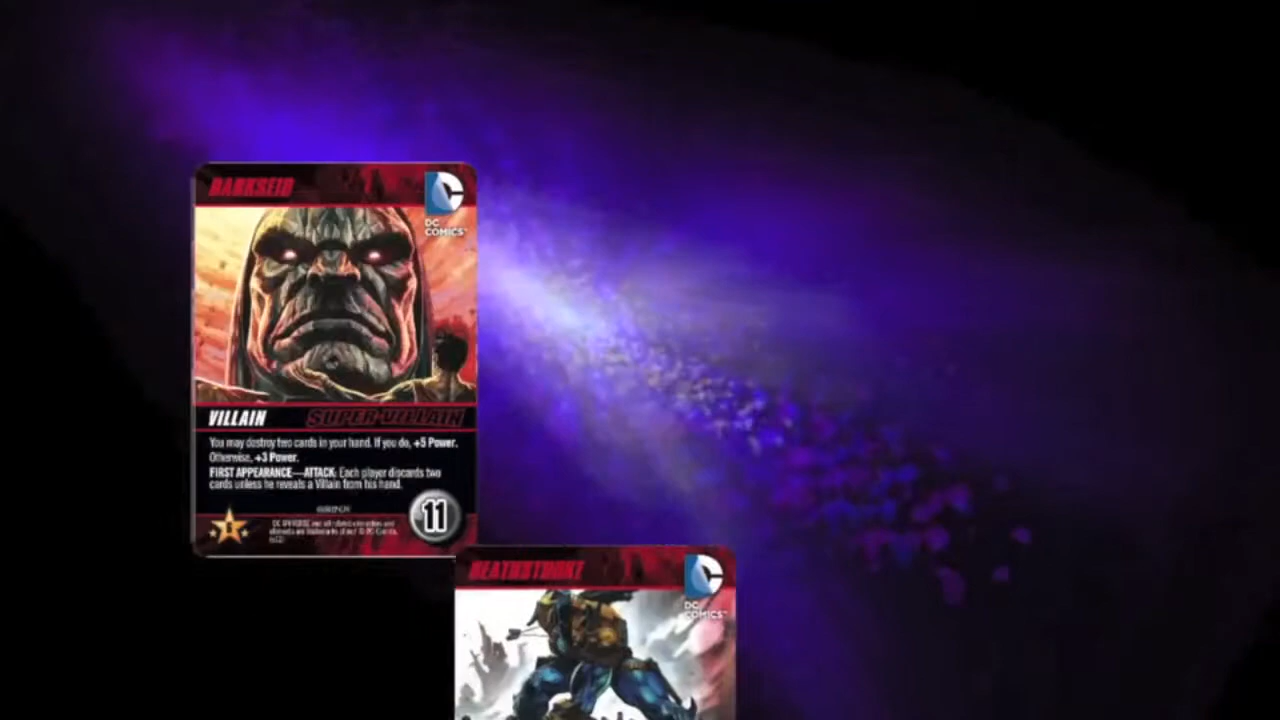 DARKSEID
DC
COMICS™
VILLAIN
SUPER-VILLAIN
You may destroy two cards in your hand. If you do, +5 Power.
Otherwise, +3 Power.
FIRST APPEARANCE—ATTACK: Each player discards two
cards unless he reveals a Villain from his hand.
11
DEATHSTROKE
DC
COMICS™